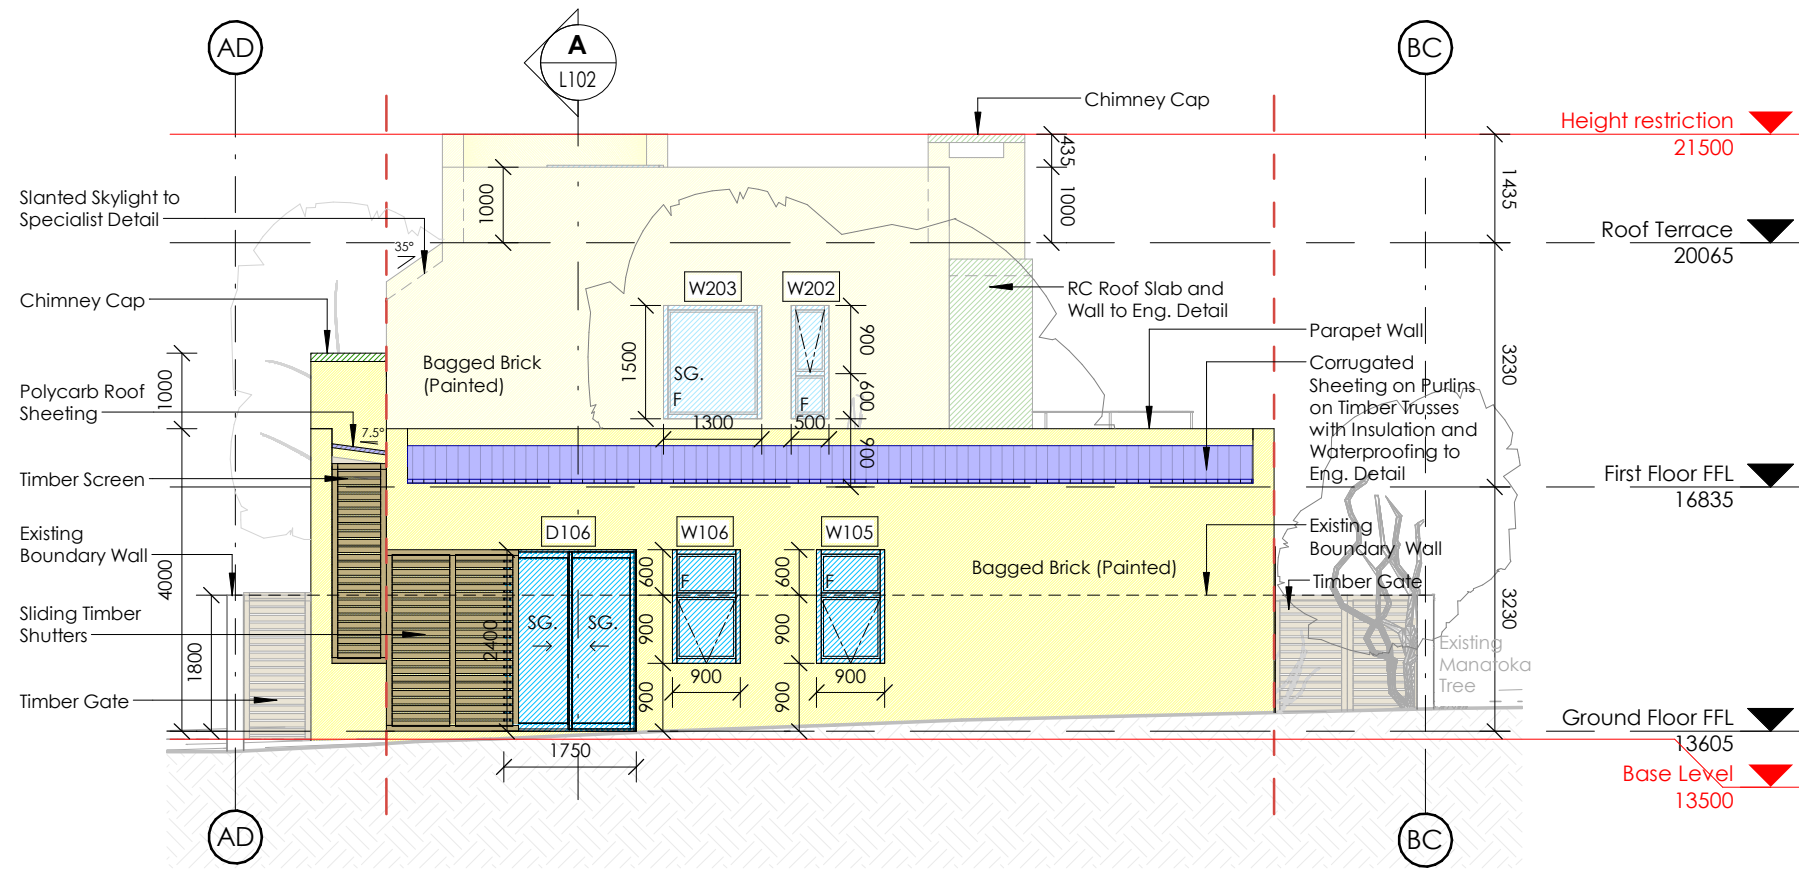 AD
A
L102
BC
Chimney Cap
Height restriction
21500
435
1435
Slanted Skylight to
Specialist Detail
1000
1000
35°
Roof Terrace
20065
Chimney Cap
W203
W202
RC Roof Slab and
Wall to Eng. Detail
Parapet Wall
900
1500
Bagged Brick
(Painted)
SG.
F
F
600
1300
500
3230
Corrugated
Sheeting on Purlins
on Timber Trusses
with Insulation and
Waterproofing to
Eng. Detail
1000
Polycarb Roof
Sheeting
7.5°
900
Timber Screen
First Floor FFL
16835
Existing
Boundary Wall
D106
W106
W105
Existing
Boundary Wall
4000
600
F
600
F
Bagged Brick (Painted)
Timber Gate
3230
Sliding Timber
Shutters
1800
2400
SG.
SG.
900
900
Existing
Manatoka
Tree
900
900
Timber Gate
900
900
Ground Floor FFL
13605
1750
Base Level
13500
AD
BC